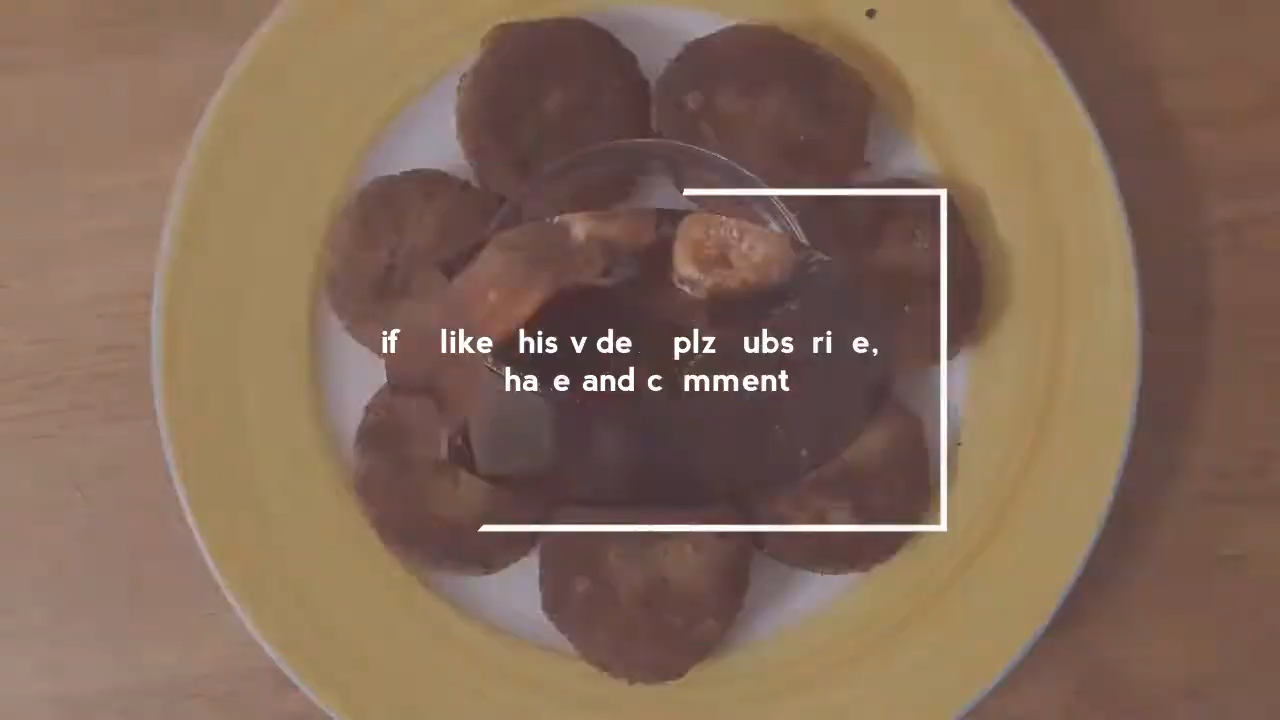 if like his v de plz ubs ri e,
ha e and c mment